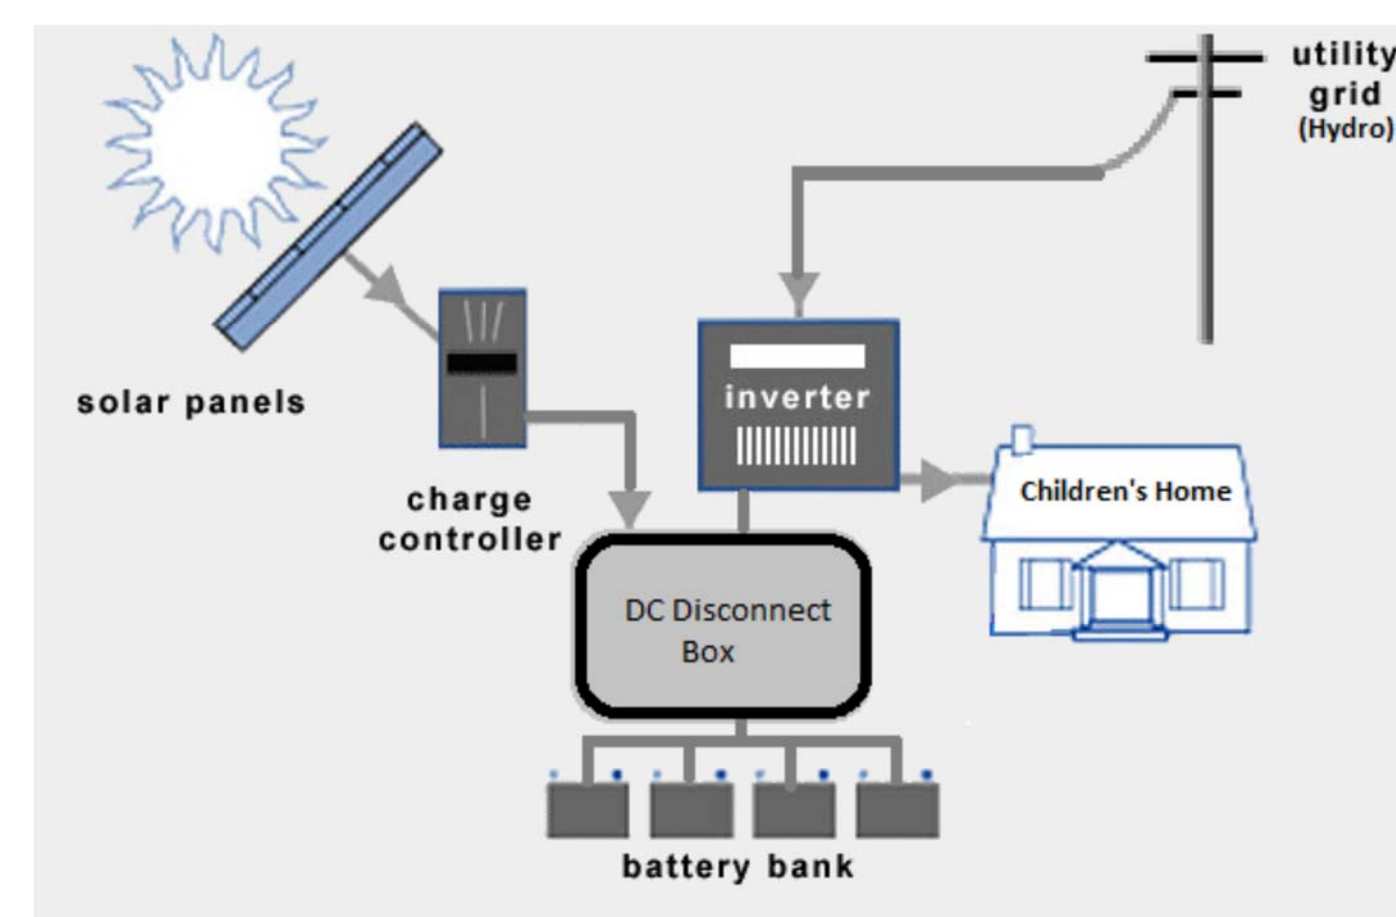 utility
grid
(Hydro)
solar panels
charge
controller
inverter
Children's Home
DC Disconnect
Box
battery bank